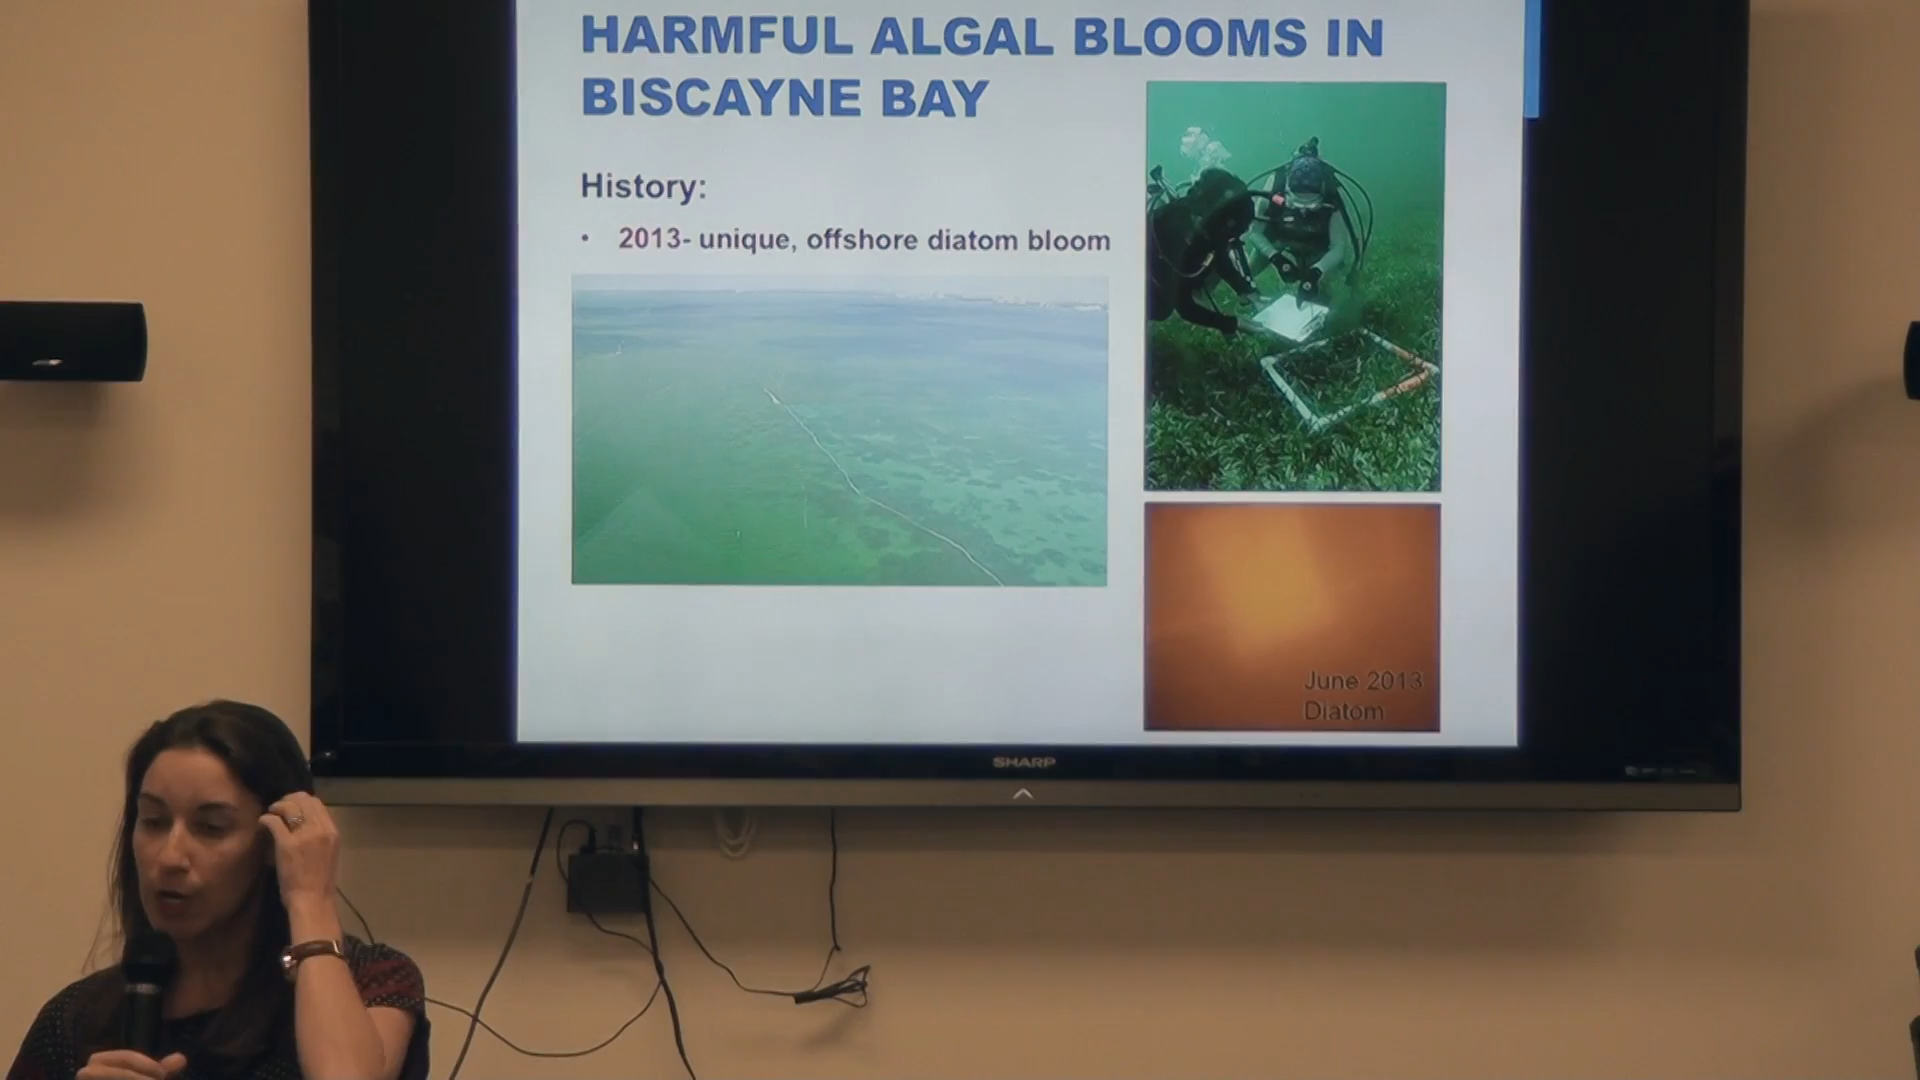 HARMFUL ALGAL BLOOMS IN
BISCAYNE BAY
History:
• 2013- unique, offshore diatom bloom
June 2013
Diatom
SHARP